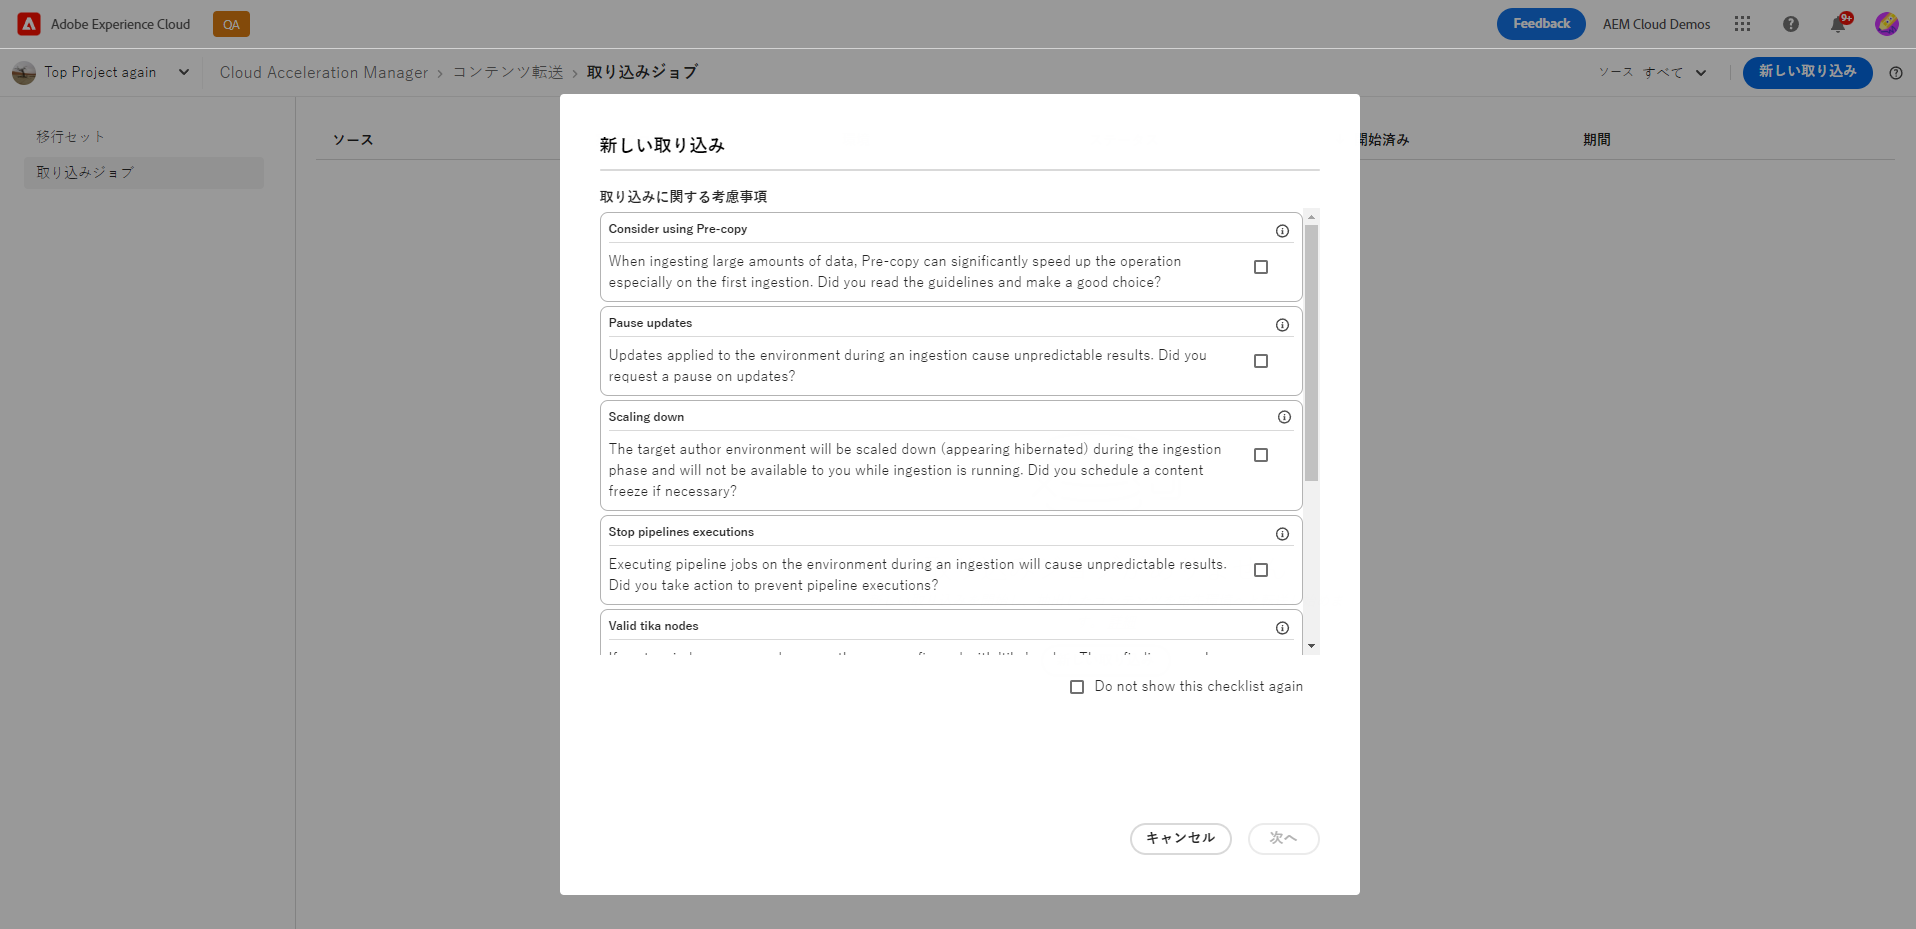 Adobe Experience Cloud
QA
Feedback
AEM Cloud Demos
9+
Top Project again
Cloud Acceleration Manager › コンテンツ転送 › 取り込みジョブ
ソース すべて
新しい取り込み
移行セット
取り込みジョブ
ソース
開始済み
期間
新しい取り込み
取り込みに関する考慮事項
Consider using Pre-copy
When ingesting large amounts of data, Pre-copy can significantly speed up the operation
especially on the first ingestion. Did you read the guidelines and make a good choice?
Pause updates
Updates applied to the environment during an ingestion cause unpredictable results. Did you
request a pause on updates?
Scaling down
The target author environment will be scaled down (appearing hibernated) during the ingestion
phase and will not be available to you while ingestion is running. Did you schedule a content
freeze if necessary?
Stop pipelines executions
Executing pipeline jobs on the environment during an ingestion will cause unpredictable results.
Did you take action to prevent pipeline executions?
Valid tika nodes
Do not show this checklist again
キャンセル
次へ